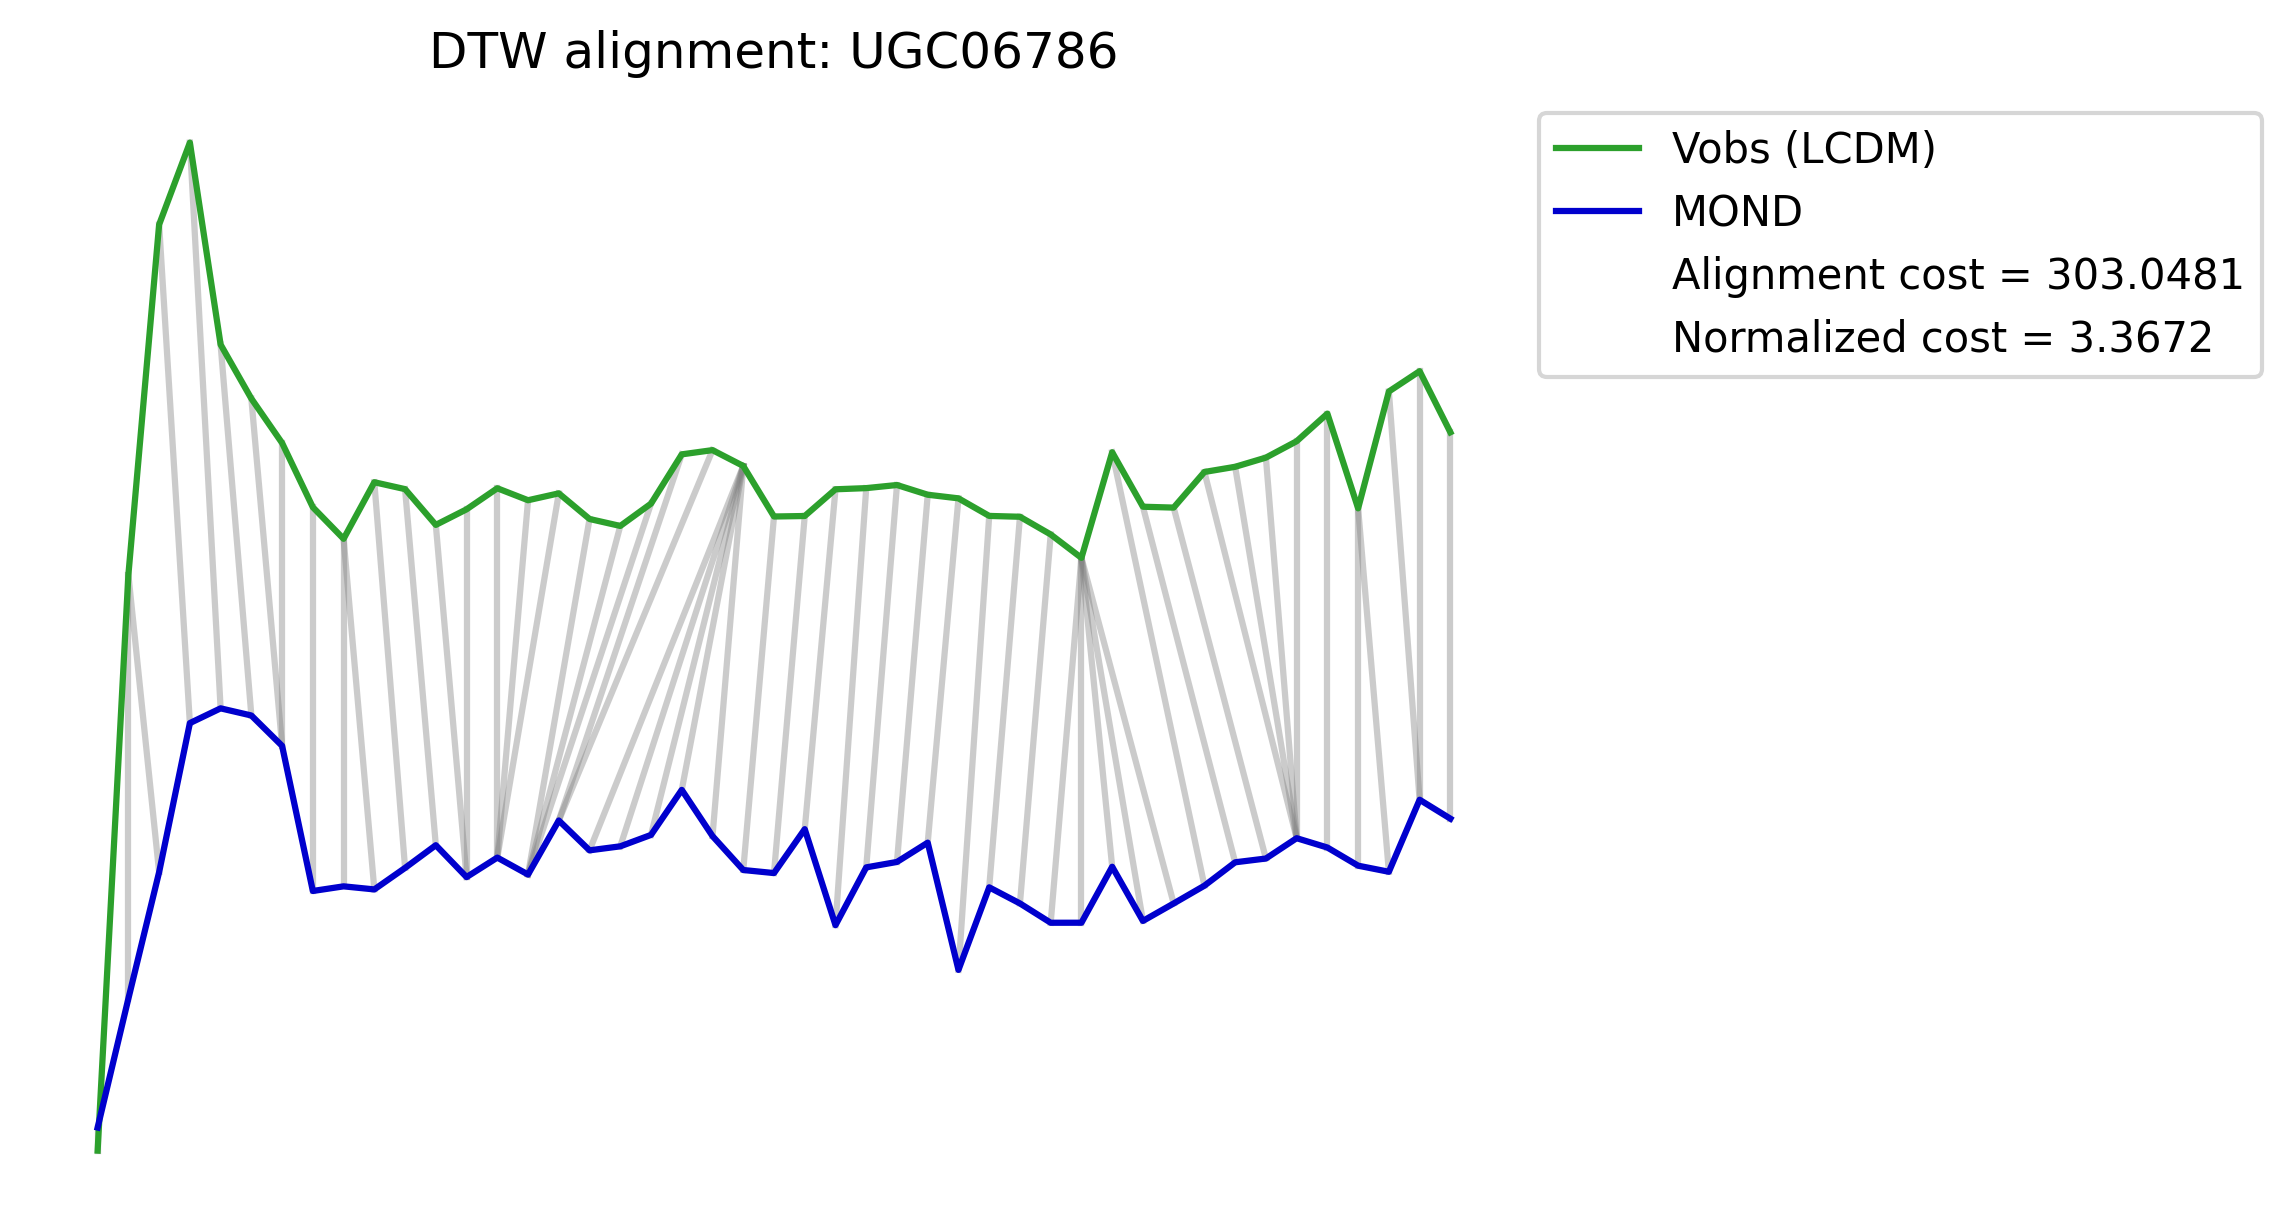 DTW alignment: UGC06786
Vobs (LCDM)
MOND
Alignment cost = 303.0481
Normalized cost = 3.3672